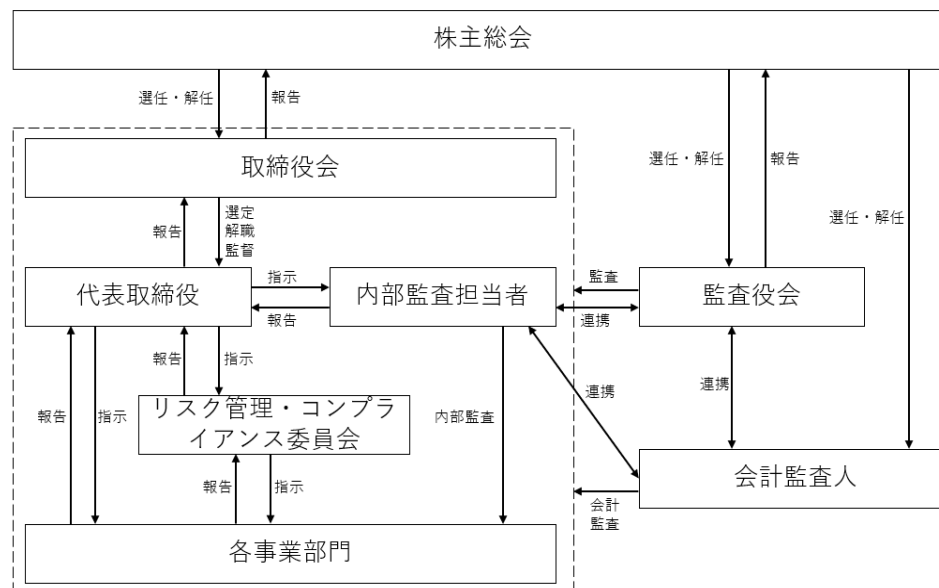 株主総会
選任・解任
報告
取締役会
選任・解任
報告
選任・解任
報告
選定
解職
監督
代表取締役
指示
報告
内部監査担当者
監査
連携
監査役会
報告
指示
報告
指示
リスク管理・コンプラ
イアンス委員会
内部監査
連携
連携
報告
指示
会計監査人
会計
監査
各事業部門